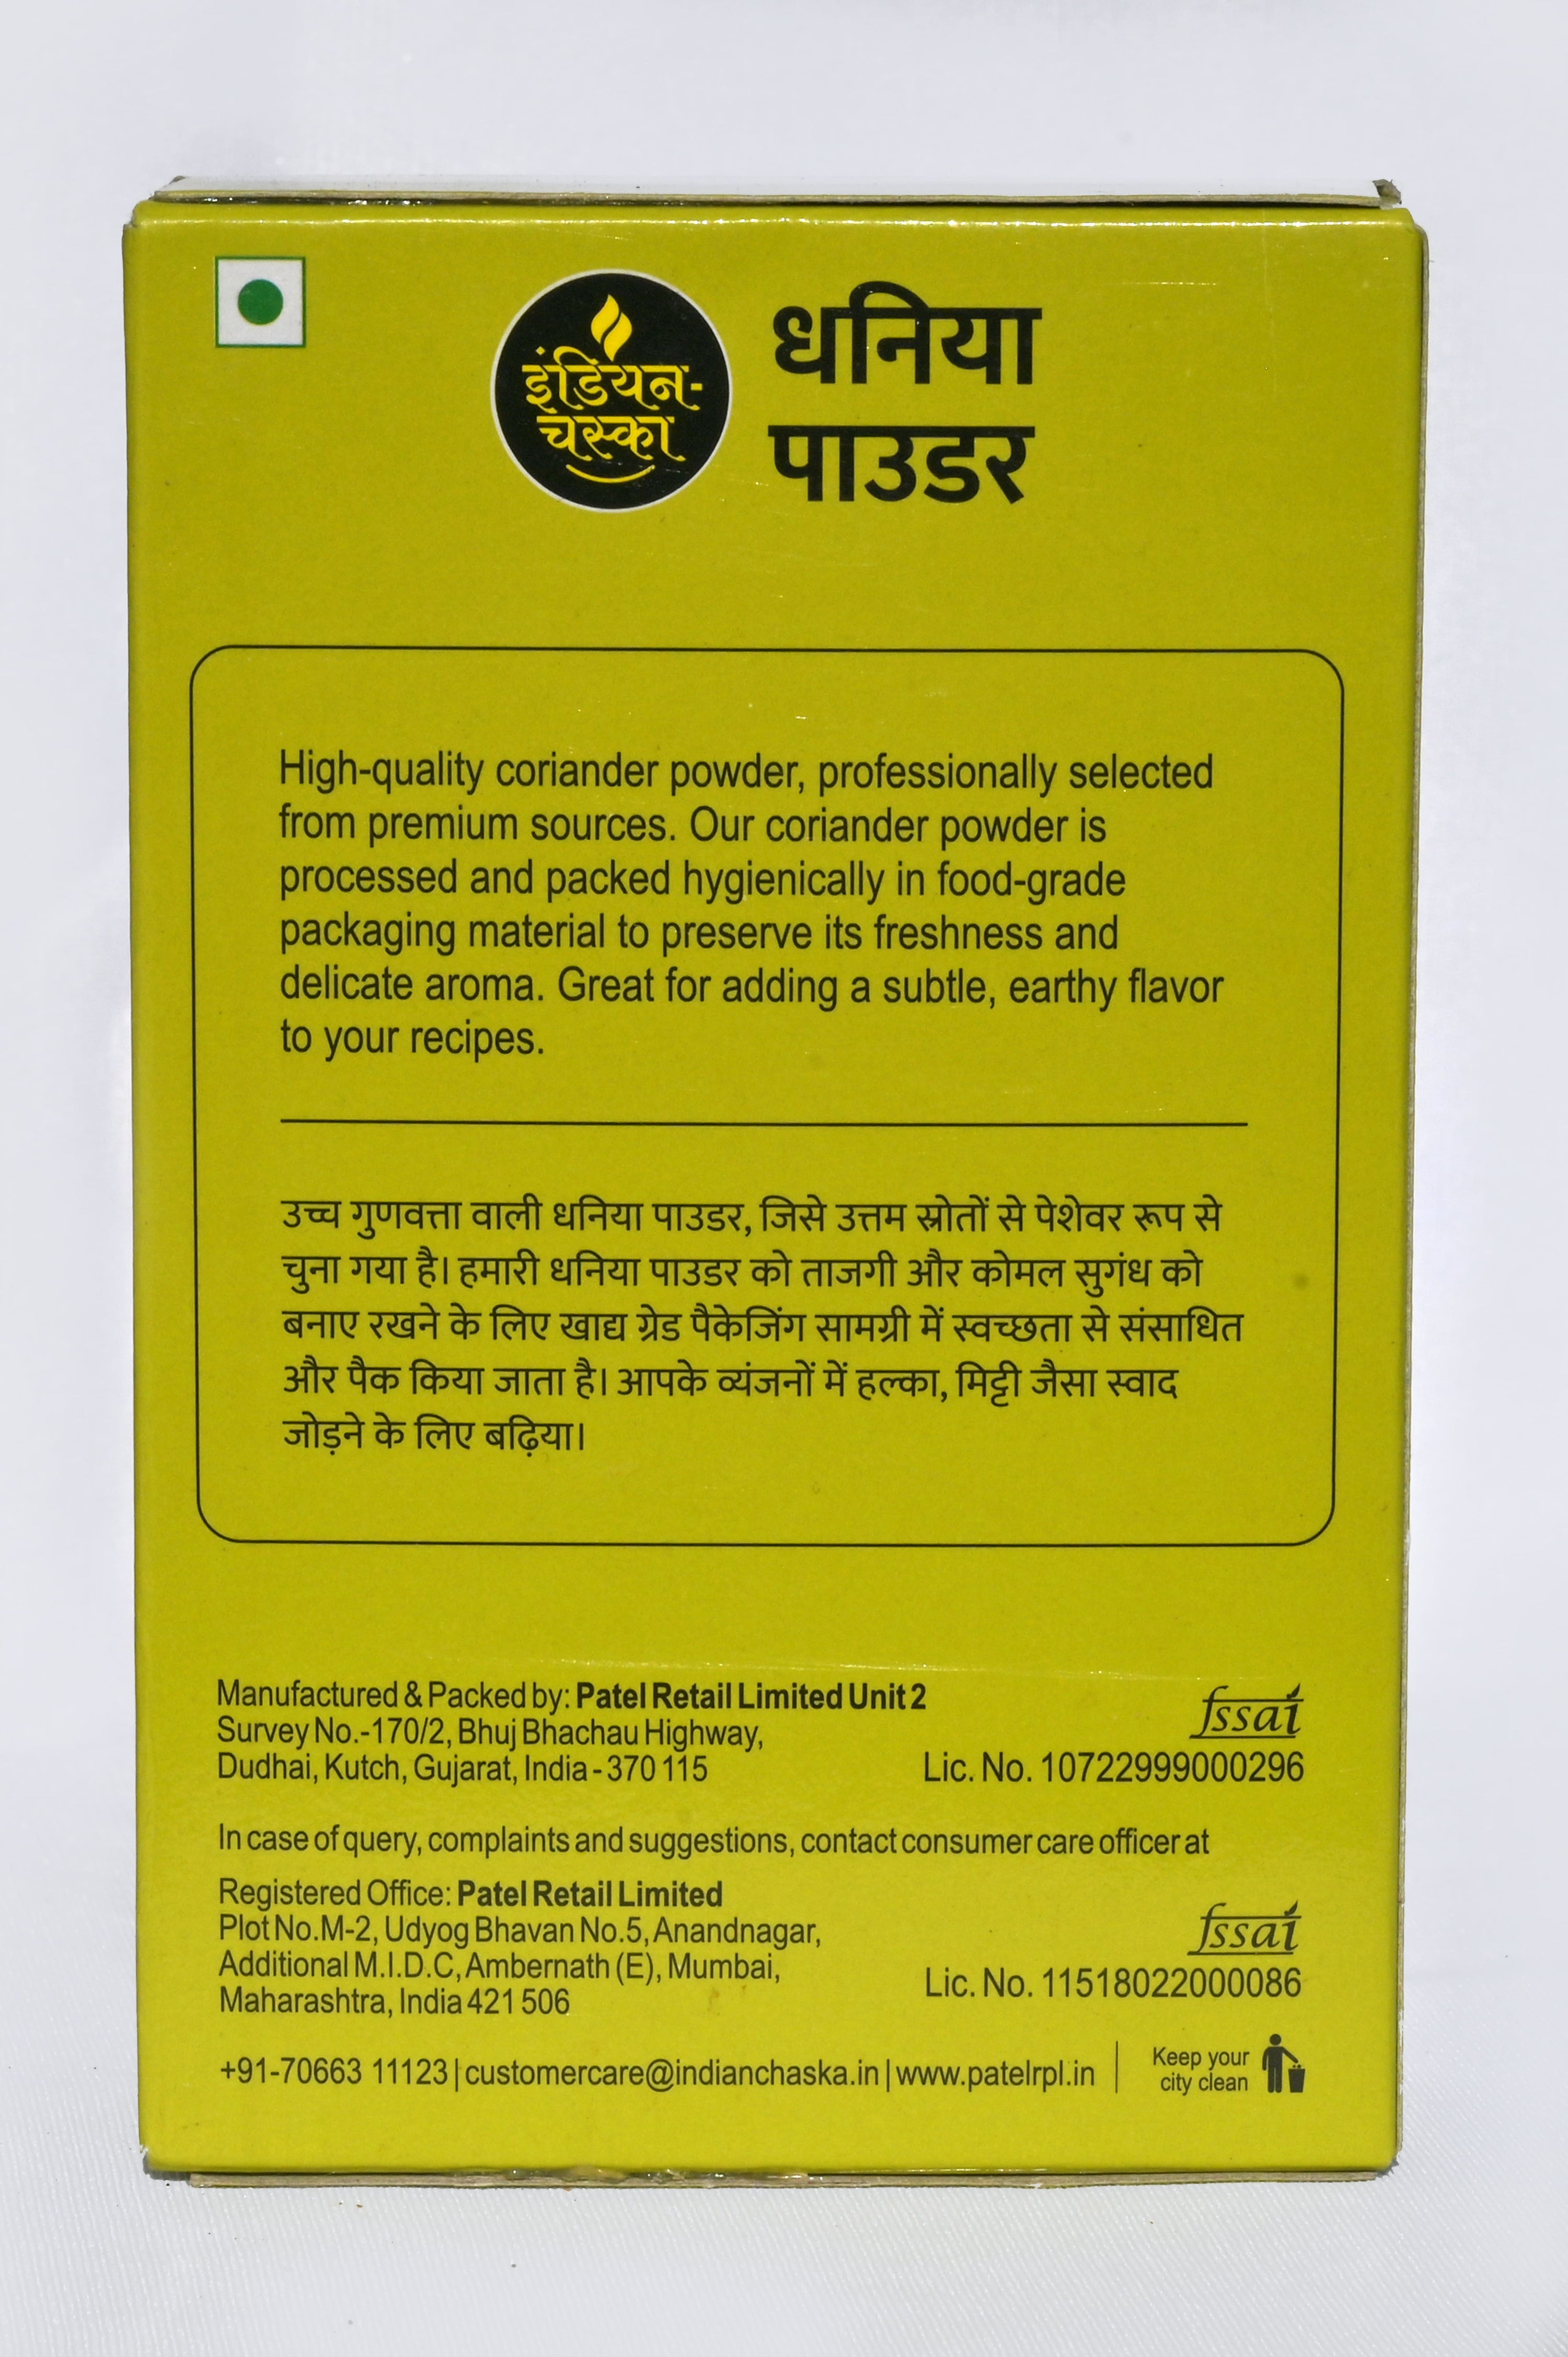 इंडियन-
चस्का
धनिया
पाउडर
High-quality coriander powder, professionally selected
from premium sources. Our coriander powder is
processed and packed hygienically in food-grade
packaging material to preserve its freshness and
delicate aroma. Great for adding a subtle, earthy flavor
to your recipes.
उच्च गुणवत्ता वाली धनिया पाउडर, जिसे उत्तम स्रोतों से पेशेवर रूप से
चुना गया है। हमारी धनिया पाउडर को ताजगी और कोमल सुगंध को
बनाए रखने के लिए खाद्य ग्रेड पैकेजिंग सामग्री में स्वच्छता से संसाधित
और पैक किया जाता है। आपके व्यंजनों में हल्का, मिट्टी जैसा स्वाद
जोड़ने के लिए बढ़िया।
Manufactured & Packed by: Patel Retail Limited Unit 2
Survey No.-170/2, Bhuj Bhachau Highway,
Dudhai, Kutch, Gujarat, India - 370 115
fssai
Lic. No. 10722999000296
In case of query, complaints and suggestions, contact consumer care officer at
Registered Office: Patel Retail Limited
Plot No.M-2, Udyog Bhavan No.5, Anandnagar,
Additional M.I.D.C, Ambernath (E), Mumbai,
Maharashtra, India 421 506
fssai
Lic. No. 11518022000086
+91-70663 11123 | customercare@indianchaska.in | www.patelrpl.in
Keep your
city clean